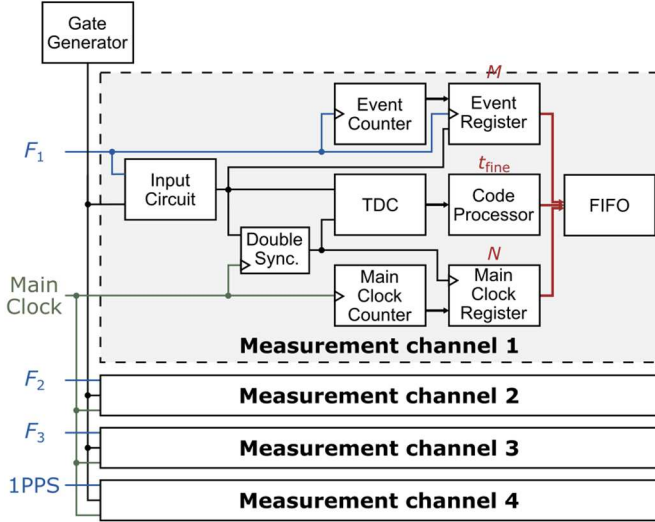 Gate
Generator
M
Event
Counter
Event
Register
F1
Input
Circuit
tfine
TDC
Code
Processor
FIFO
Double
Sync.
N
Main
Clock
Main
Clock
Counter
Main
Clock
Register
Measurement channel 1
F2
Measurement channel 2
F3
Measurement channel 3
1PPS
Measurement channel 4